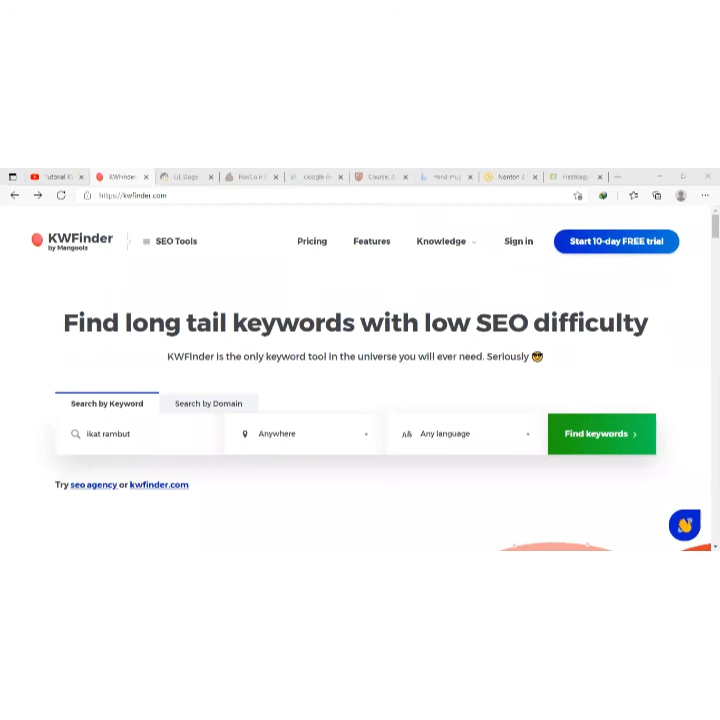 Tutorial
KWFinder
https://kwfinder.com
KWFinder
by Mangools
SEO Tools
Pricing
Features
Knowledge
Sign in
Start 10-day FREE trial
Find long tail keywords with low SEO difficulty
KWFinder is the only keyword tool in the universe you will ever need. Seriously 😎
Search by Keyword
Search by Domain
ikat rambut
Anywhere
Any language
Find keywords
Try seo agency or kwfinder.com